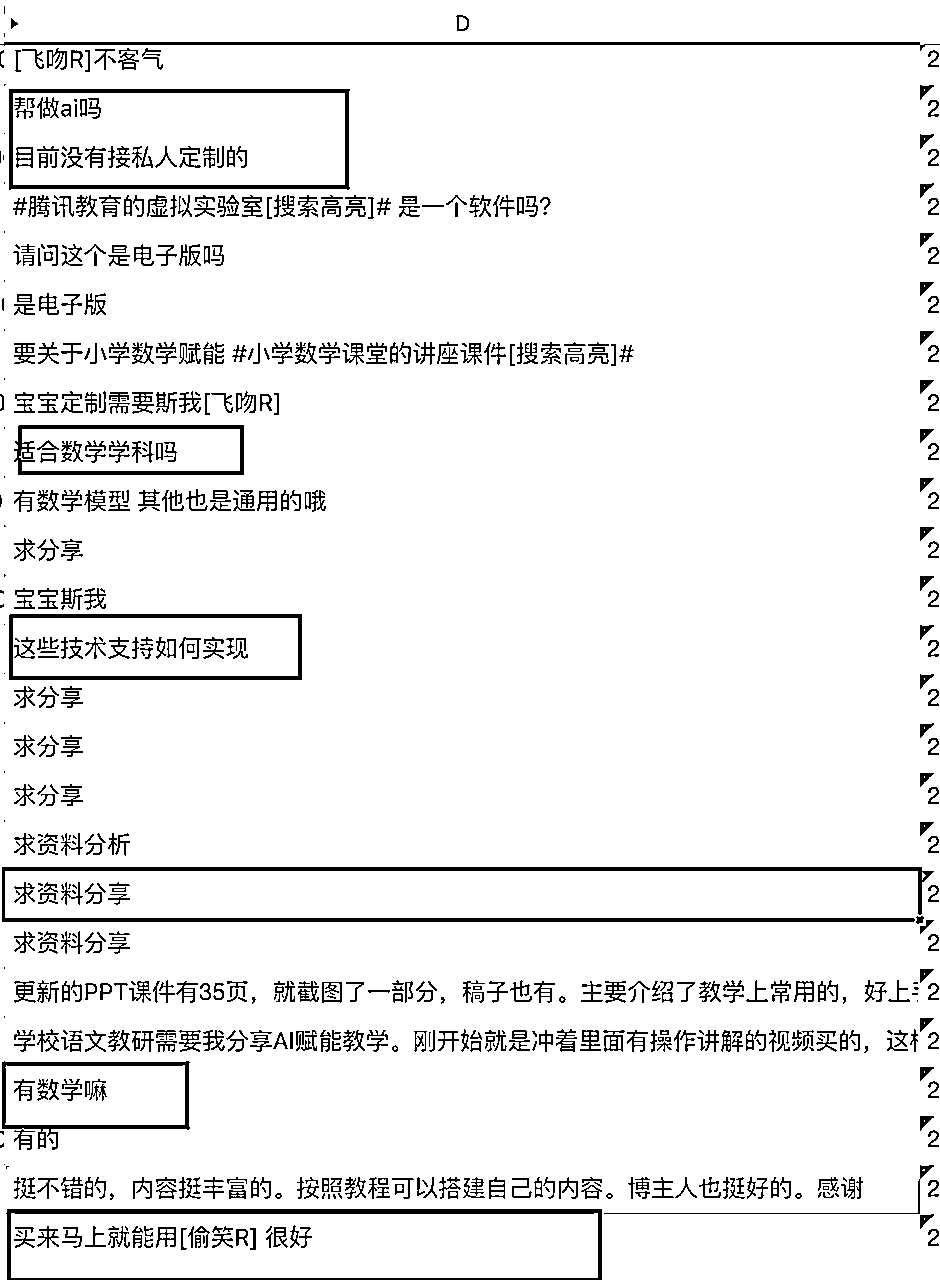 D
[飞吻R]不客气 2
帮做ai吗 2
目前没有接私人定制的 2
#腾讯教育的虚拟实验室[搜索高亮]# 是一个软件吗? 2
请问这个是电子版吗 2
是电子版 2
要关于小学数学赋能 #小学数学课堂的讲座课件[搜索高亮]# 2
宝宝定制需要斯我[飞吻R] 2
适合数学学科吗 2
有数学模型 其他也是通用的哦 2
求分享 2
宝宝斯我 2
这些技术支持如何实现 2
求分享 2
求分享 2
求分享 2
求资料分析 2
求资料分享 2
求资料分享 2
更新的PPT课件有35页，就截图了一部分，稿子也有。主要介绍了教学上常用的，好上 2
学校语文教研需要我分享AI赋能教学。刚开始就是冲着里面有操作讲解的视频买的，这 2
有数学嘛 2
有的 2
挺不错的，内容挺丰富的。按照教程可以搭建自己的内容。博主人也挺好的。感谢 2
买来马上就能用[偷笑R] 很好 2